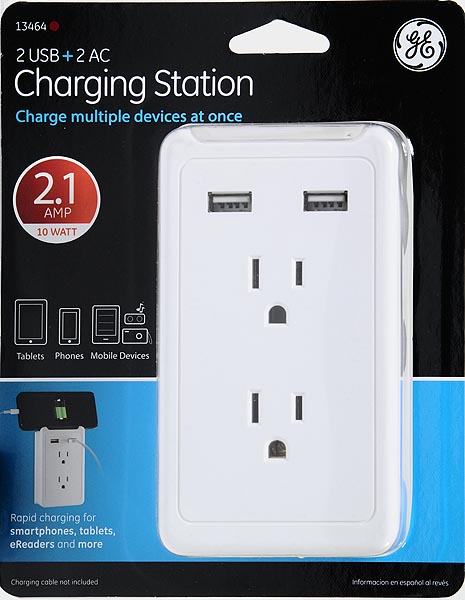 13464
GE
2 USB + 2 AC
Charging Station
Charge multiple devices at once
2.1
AMP
10 WATT
Tablets Phones Mobile Devices
Rapid charging for
smartphones, tablets,
eReaders and more
Charging cable not included
Informacion en español al revés